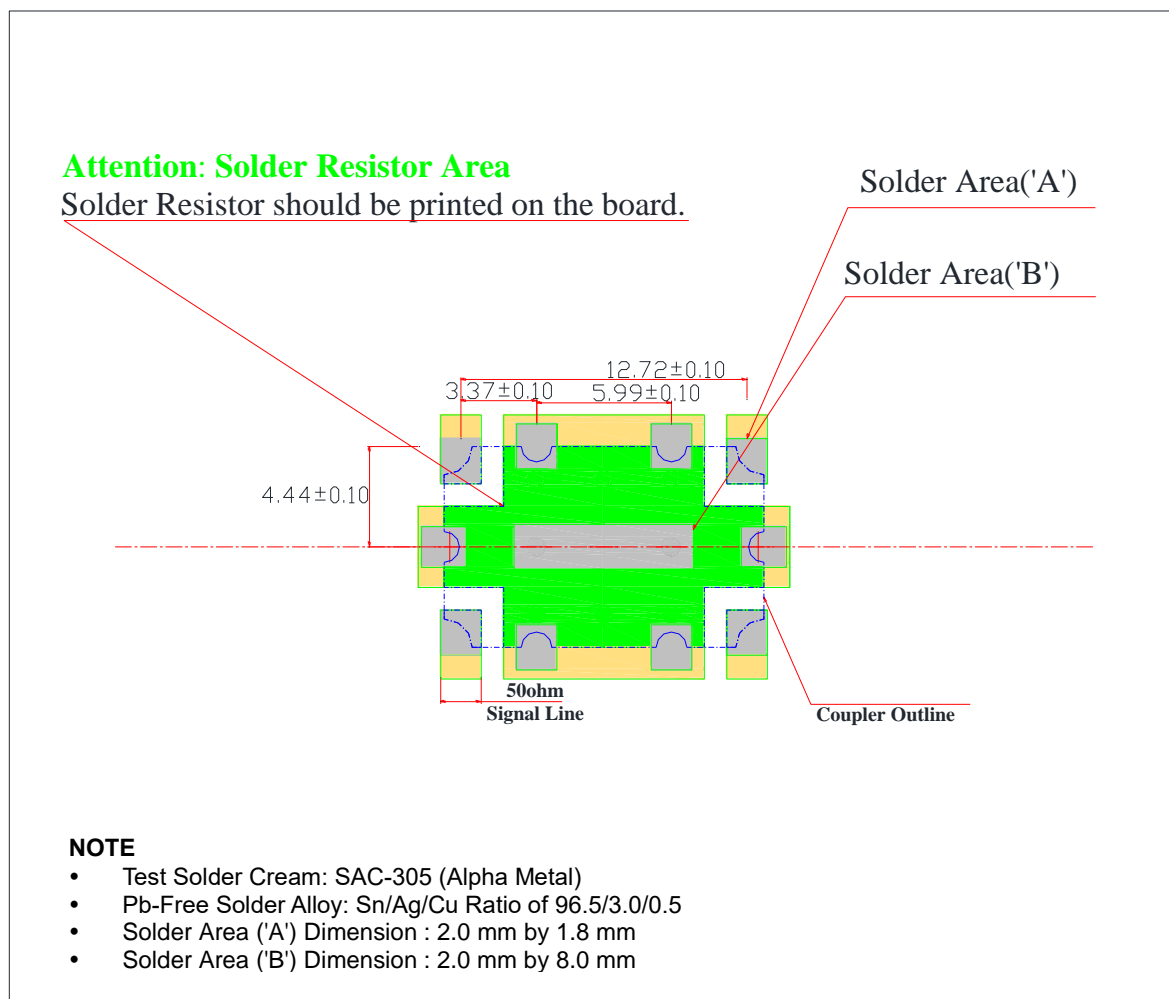 Attention: Solder Resistor Area
Solder Resistor should be printed on the board.
Solder Area('A')
Solder Area('B')
12.72±0.10
3.37±0.10
5.99±0.10
4.44±0.10
50ohm
Signal Line
Coupler Outline
NOTE
• Test Solder Cream: SAC-305 (Alpha Metal)
• Pb-Free Solder Alloy: Sn/Ag/Cu Ratio of 96.5/3.0/0.5
• Solder Area ('A') Dimension : 2.0 mm by 1.8 mm
• Solder Area ('B') Dimension : 2.0 mm by 8.0 mm